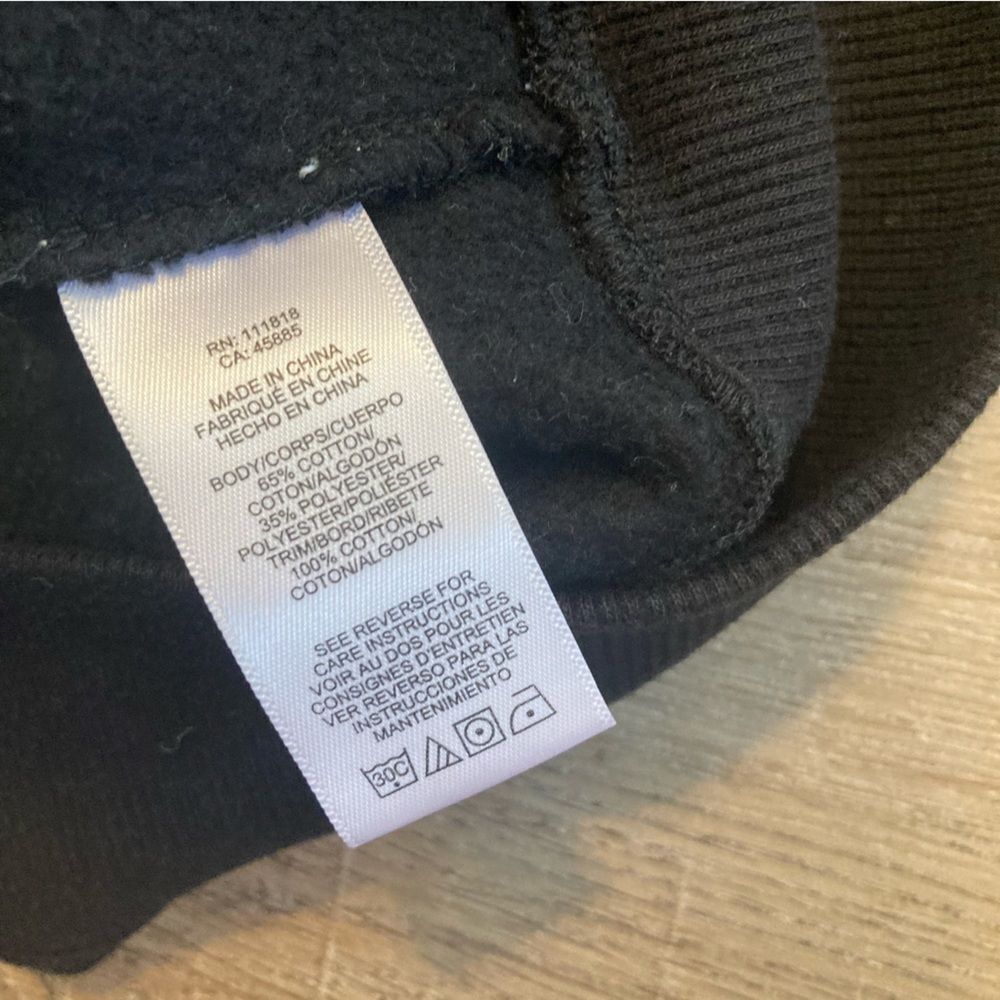 RN: 111818
CA: 45885
MADE IN CHINA
FABRIQUÉ EN CHINE
HECHO EN CHINA
BODY/CORPS/CUERPO
65% COTTON/
COTON/ALGODÓN
35% POLYESTER/
POLYESTER/POLIÉSTER
TRIM/BORD/RIBETE
100% COTTON/
COTON/ALGODÓN
SEE REVERSE FOR
CARE INSTRUCTIONS
VOIR AU DOS POUR LES
CONSIGNES D'ENTRETIEN
VER REVERSO PARA LAS
INSTRUCCIONES DE
MANTENIMIENTO
30C